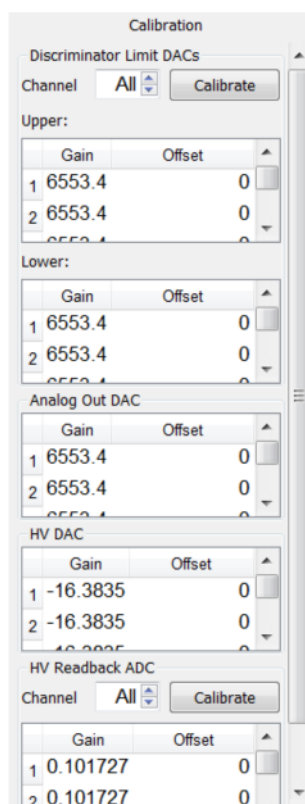 Calibration
Discriminator Limit DACs
Channel All Calibrate
Upper:
Gain Offset
1 6553.4 0
2 6553.4 0
Lower:
Gain Offset
1 6553.4 0
2 6553.4 0
Analog Out DAC
Gain Offset
1 6553.4 0
2 6553.4 0
HV DAC
Gain Offset
1 -16.3835 0
2 -16.3835 0
HV Readback ADC
Channel All Calibrate
Gain Offset
1 0.101727 0
2 0.101727 0